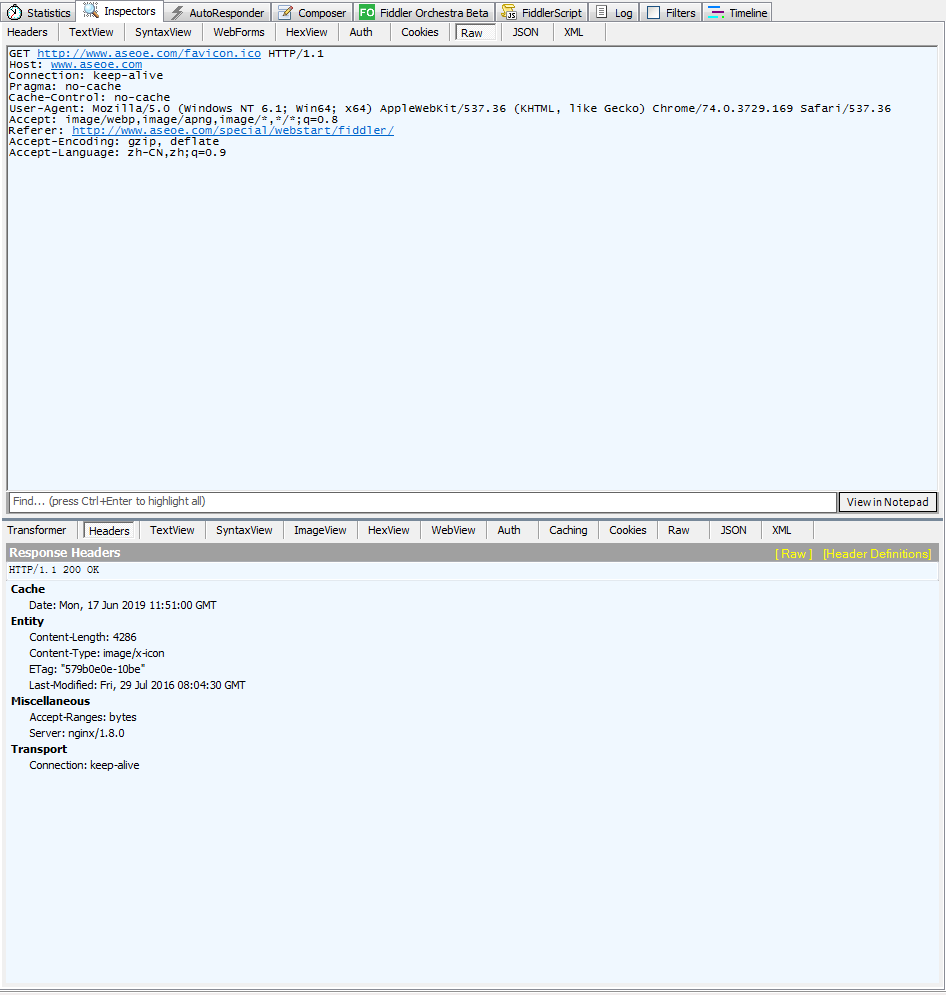 Statistics Inspectors AutoResponder Composer FO Fiddler Orchestra Beta JS FiddlerScript Log Filters Timeline
Headers TextView SyntaxView WebForms HexView Auth Cookies Raw JSON XML
GET http://www.aseoe.com/favicon.ico HTTP/1.1
Host: www.aseoe.com
Connection: keep-alive
Pragma: no-cache
Cache-Control: no-cache
User-Agent: Mozilla/5.0 (Windows NT 6.1; Win64; x64) AppleWebKit/537.36 (KHTML, like Gecko) Chrome/74.0.3729.169 Safari/537.36
Accept: image/webp,image/apng,image/*,*/*;q=0.8
Referer: http://www.aseoe.com/special/webstart/fiddler/
Accept-Encoding: gzip, deflate
Accept-Language: zh-CN,zh;q=0.9
Find... (press Ctrl+Enter to highlight all) View in Notepad
Transformer Headers TextView SyntaxView ImageView HexView WebView Auth Caching Cookies Raw JSON XML
Response Headers [ Raw ] [Header Definitions]
HTTP/1.1 200 OK
Cache
Date: Mon, 17 Jun 2019 11:51:00 GMT
Entity
Content-Length: 4286
Content-Type: image/x-icon
ETag: "579b0e0e-10be"
Last-Modified: Fri, 29 Jul 2016 08:04:30 GMT
Miscellaneous
Accept-Ranges: bytes
Server: nginx/1.8.0
Transport
Connection: keep-alive